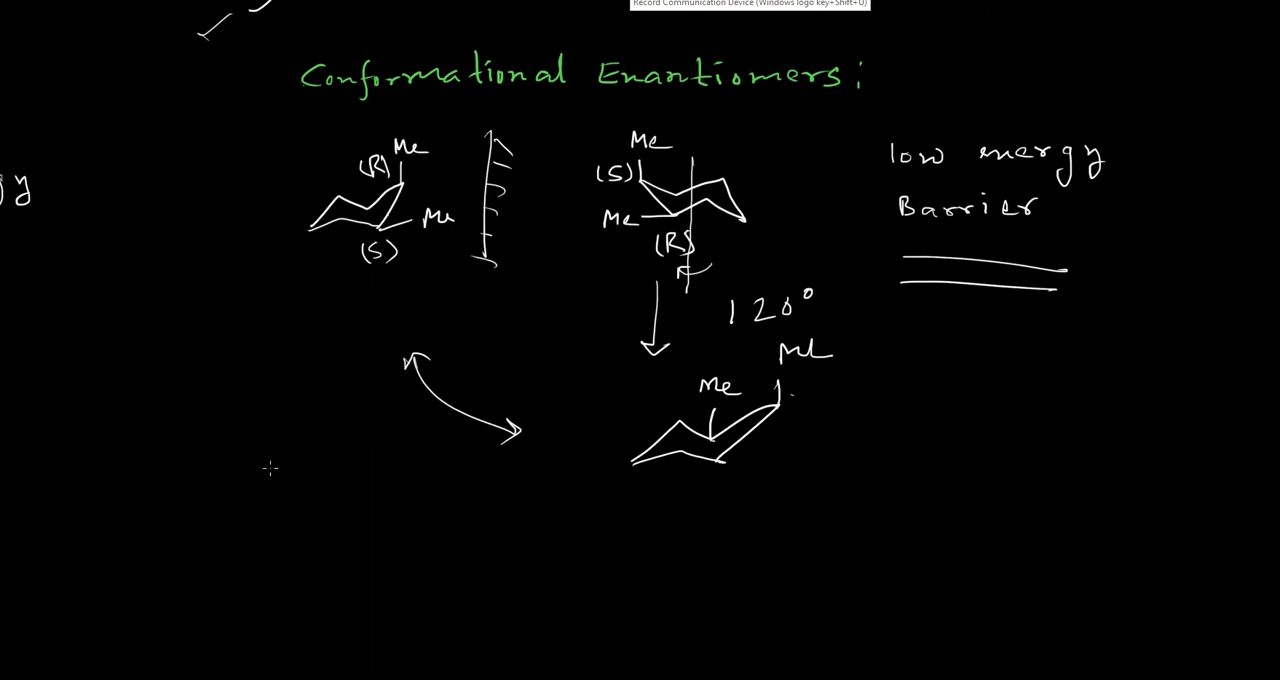 Record Communication Device (Windows logo key+Shift+U)
Conformational Enantiomers:
Me
(R)
Me
(S)
Me
(S)
Me
(R)
low energy
Barrier
120°
Me
Me